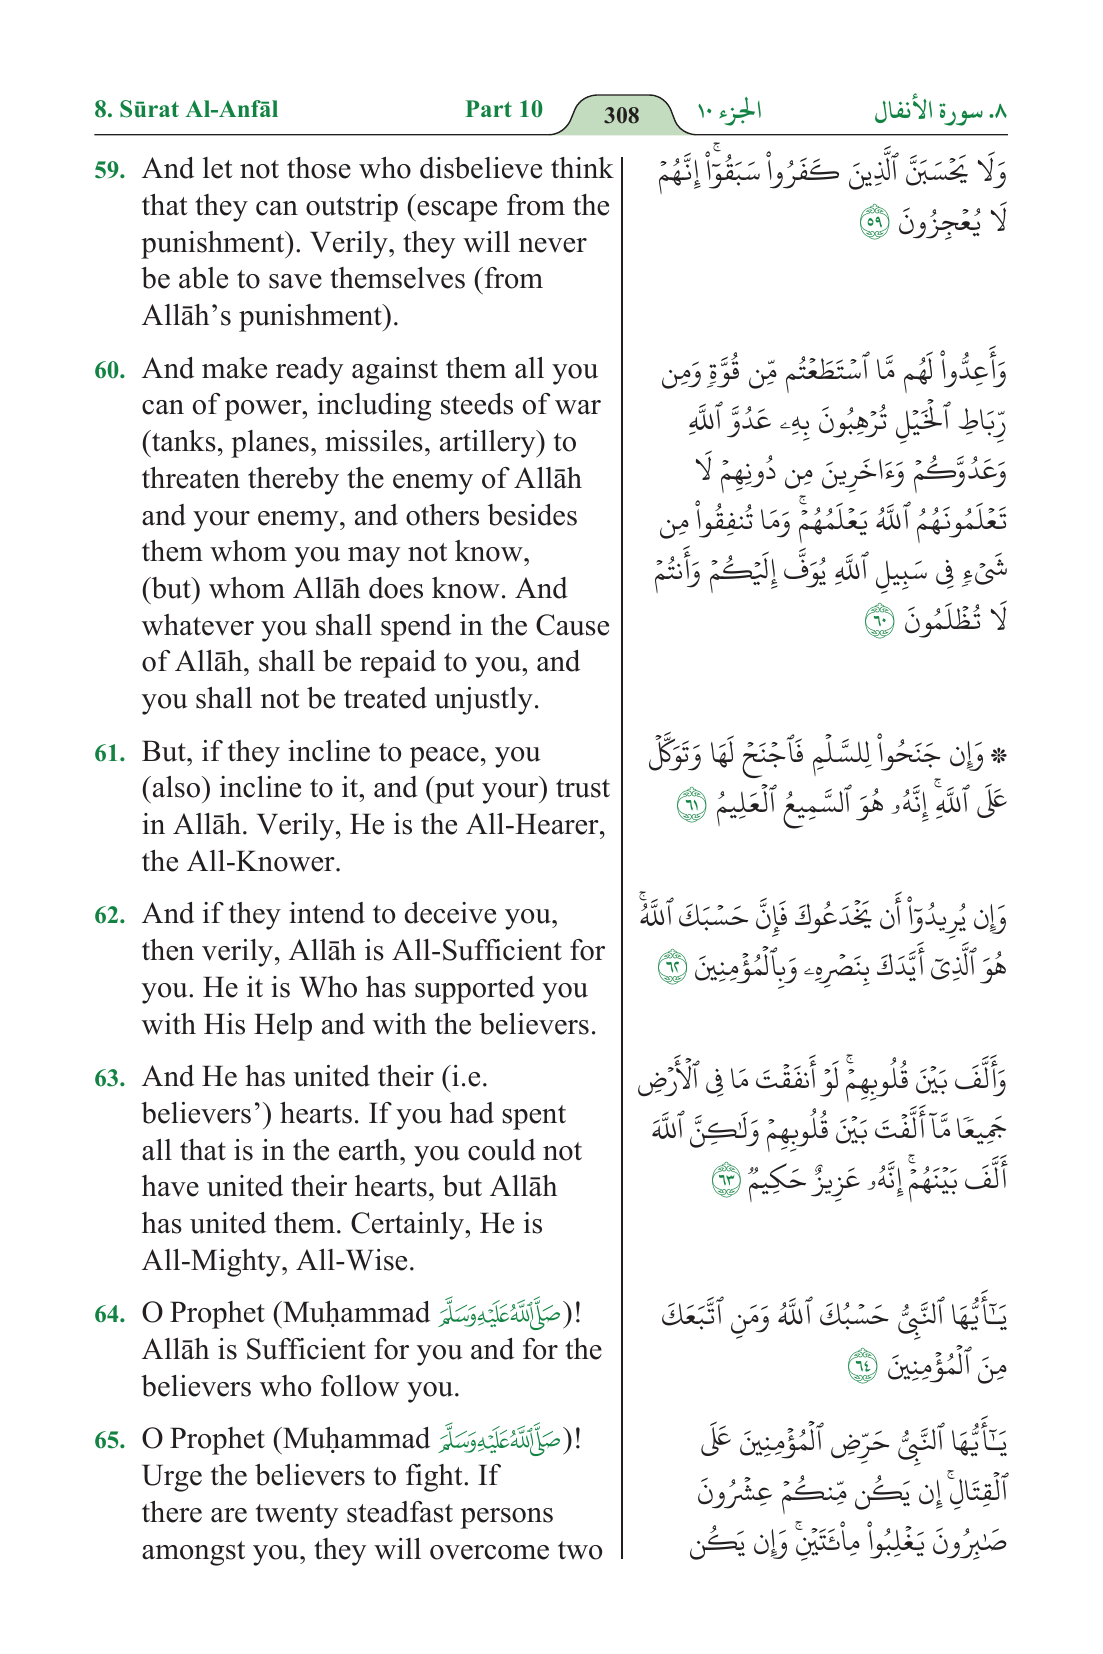 8. Sūrat Al-Anfāl
Part 10
308
الجزء ١٠
٨. سورة الأنفال
59. And let not those who disbelieve think
that they can outstrip (escape from the
punishment). Verily, they will never
be able to save themselves (from
Allāh’s punishment).
60. And make ready against them all you
can of power, including steeds of war
(tanks, planes, missiles, artillery) to
threaten thereby the enemy of Allāh
and your enemy, and others besides
them whom you may not know,
(but) whom Allāh does know. And
whatever you shall spend in the Cause
of Allāh, shall be repaid to you, and
you shall not be treated unjustly.
61. But, if they incline to peace, you
(also) incline to it, and (put your) trust
in Allāh. Verily, He is the All-Hearer,
the All-Knower.
62. And if they intend to deceive you,
then verily, Allāh is All-Sufficient for
you. He it is Who has supported you
with His Help and with the believers.
63. And He has united their (i.e.
believers’) hearts. If you had spent
all that is in the earth, you could not
have united their hearts, but Allāh
has united them. Certainly, He is
All-Mighty, All-Wise.
64. O Prophet (Muḥammad صَلَّى اللَّهُ عَلَيْهِ وَسَلَّمَ)!
Allāh is Sufficient for you and for the
believers who follow you.
65. O Prophet (Muḥammad صَلَّى اللَّهُ عَلَيْهِ وَسَلَّمَ)!
Urge the believers to fight. If
there are twenty steadfast persons
amongst you, they will overcome two
وَلَا يَحۡسَبَنَّ ٱلَّذِينَ كَفَرُواْ سَبَقُوٓاْۚ إِنَّهُمۡ
لَا يُعۡجِزُونَ ٥٩
وَأَعِدُّواْ لَهُم مَّا ٱسۡتَطَعۡتُم مِّن قُوَّةٖ وَمِن
رِّبَاطِ ٱلۡخَيۡلِ تُرۡهِبُونَ بِهِۦ عَدُوَّ ٱللَّهِ
وَعَدُوَّكُمۡ وَءَاخَرِينَ مِن دُونِهِمۡ لَا
تَعۡلَمُونَهُمُ ٱللَّهُ يَعۡلَمُهُمۡۚ وَمَا تُنفِقُواْ مِن
شَيۡءٖ فِي سَبِيلِ ٱللَّهِ يُوَفَّ إِلَيۡكُمۡ وَأَنتُمۡ
لَا تُظۡلَمُونَ ٦٠
۞ وَإِن جَنَحُواْ لِلسَّلۡمِ فَٱجۡنَحۡ لَهَا وَتَوَكَّلۡ
عَلَى ٱللَّهِۚ إِنَّهُۥ هُوَ ٱلسَّمِيعُ ٱلۡعَلِيمُ ٦١
وَإِن يُرِيدُوٓاْ أَن يَخۡدَعُوكَ فَإِنَّ حَسۡبَكَ ٱللَّهُۚ
هُوَ ٱلَّذِيٓ أَيَّدَكَ بِنَصۡرِهِۦ وَبِٱلۡمُؤۡمِنِينَ ٦٢
وَأَلَّفَ بَيۡنَ قُلُوبِهِمۡۚ لَوۡ أَنفَقۡتَ مَا فِي ٱلۡأَرۡضِ
جَمِيعٗا مَّآ أَلَّفۡتَ بَيۡنَ قُلُوبِهِمۡ وَلَٰكِنَّ ٱللَّهَ
أَلَّفَ بَيۡنَهُمۡۚ إِنَّهُۥ عَزِيزٌ حَكِيمٞ ٦٣
يَٰٓأَيُّهَا ٱلنَّبِيُّ حَسۡبُكَ ٱللَّهُ وَمَنِ ٱتَّبَعَكَ
مِنَ ٱلۡمُؤۡمِنِينَ ٦٤
يَٰٓأَيُّهَا ٱلنَّبِيُّ حَرِّضِ ٱلۡمُؤۡمِنِينَ عَلَى
ٱلۡقِتَالِۚ إِن يَكُن مِّنكُمۡ عِشۡرُونَ
صَٰبِرُونَ يَغۡلِبُواْ مِاْئَتَيۡنِۚ وَإِن يَكُن